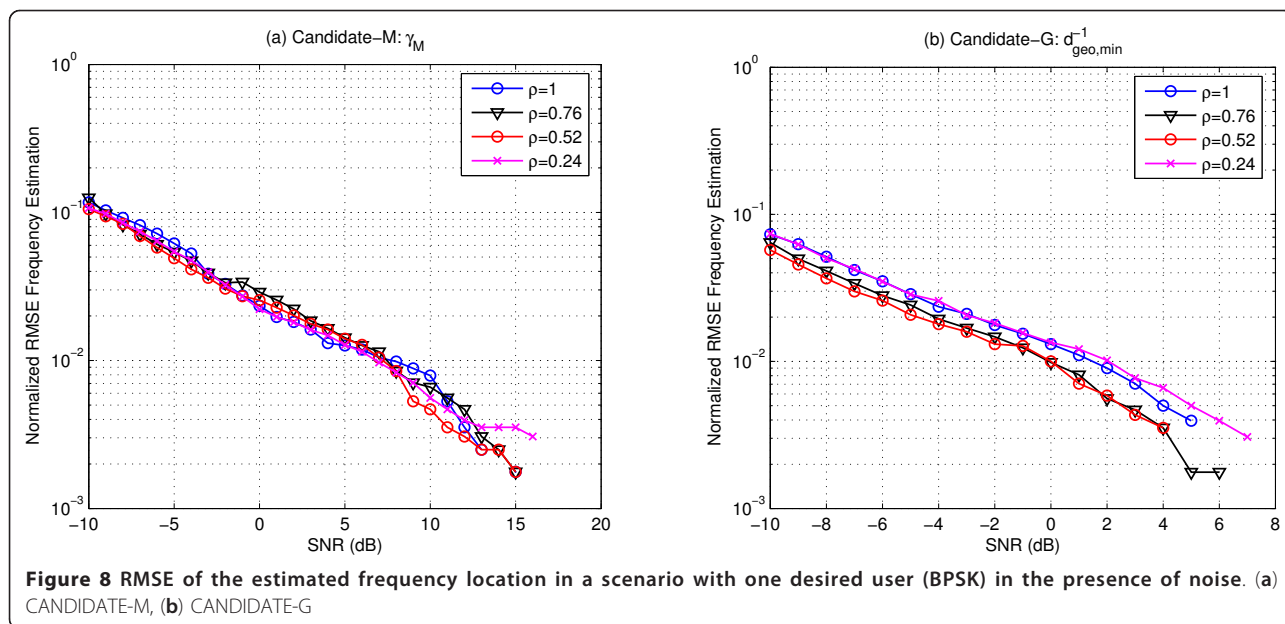 (a) Candidate−M: γM
10^0
10^−1
10^−2
10^−3
Normalized RMSE Frequency Estimation
ρ=1
ρ=0.76
ρ=0.52
ρ=0.24
−10 −5 0 5 10 15 20
SNR (dB)
(b) Candidate−G: d^−1_geo,min
10^0
10^−1
10^−2
10^−3
Normalized RMSE Frequency Estimation
ρ=1
ρ=0.76
ρ=0.52
ρ=0.24
−10 −8 −6 −4 −2 0 2 4 6 8
SNR (dB)
Figure 8 RMSE of the estimated frequency location in a scenario with one desired user (BPSK) in the presence of noise. (a)
CANDIDATE-M, (b) CANDIDATE-G